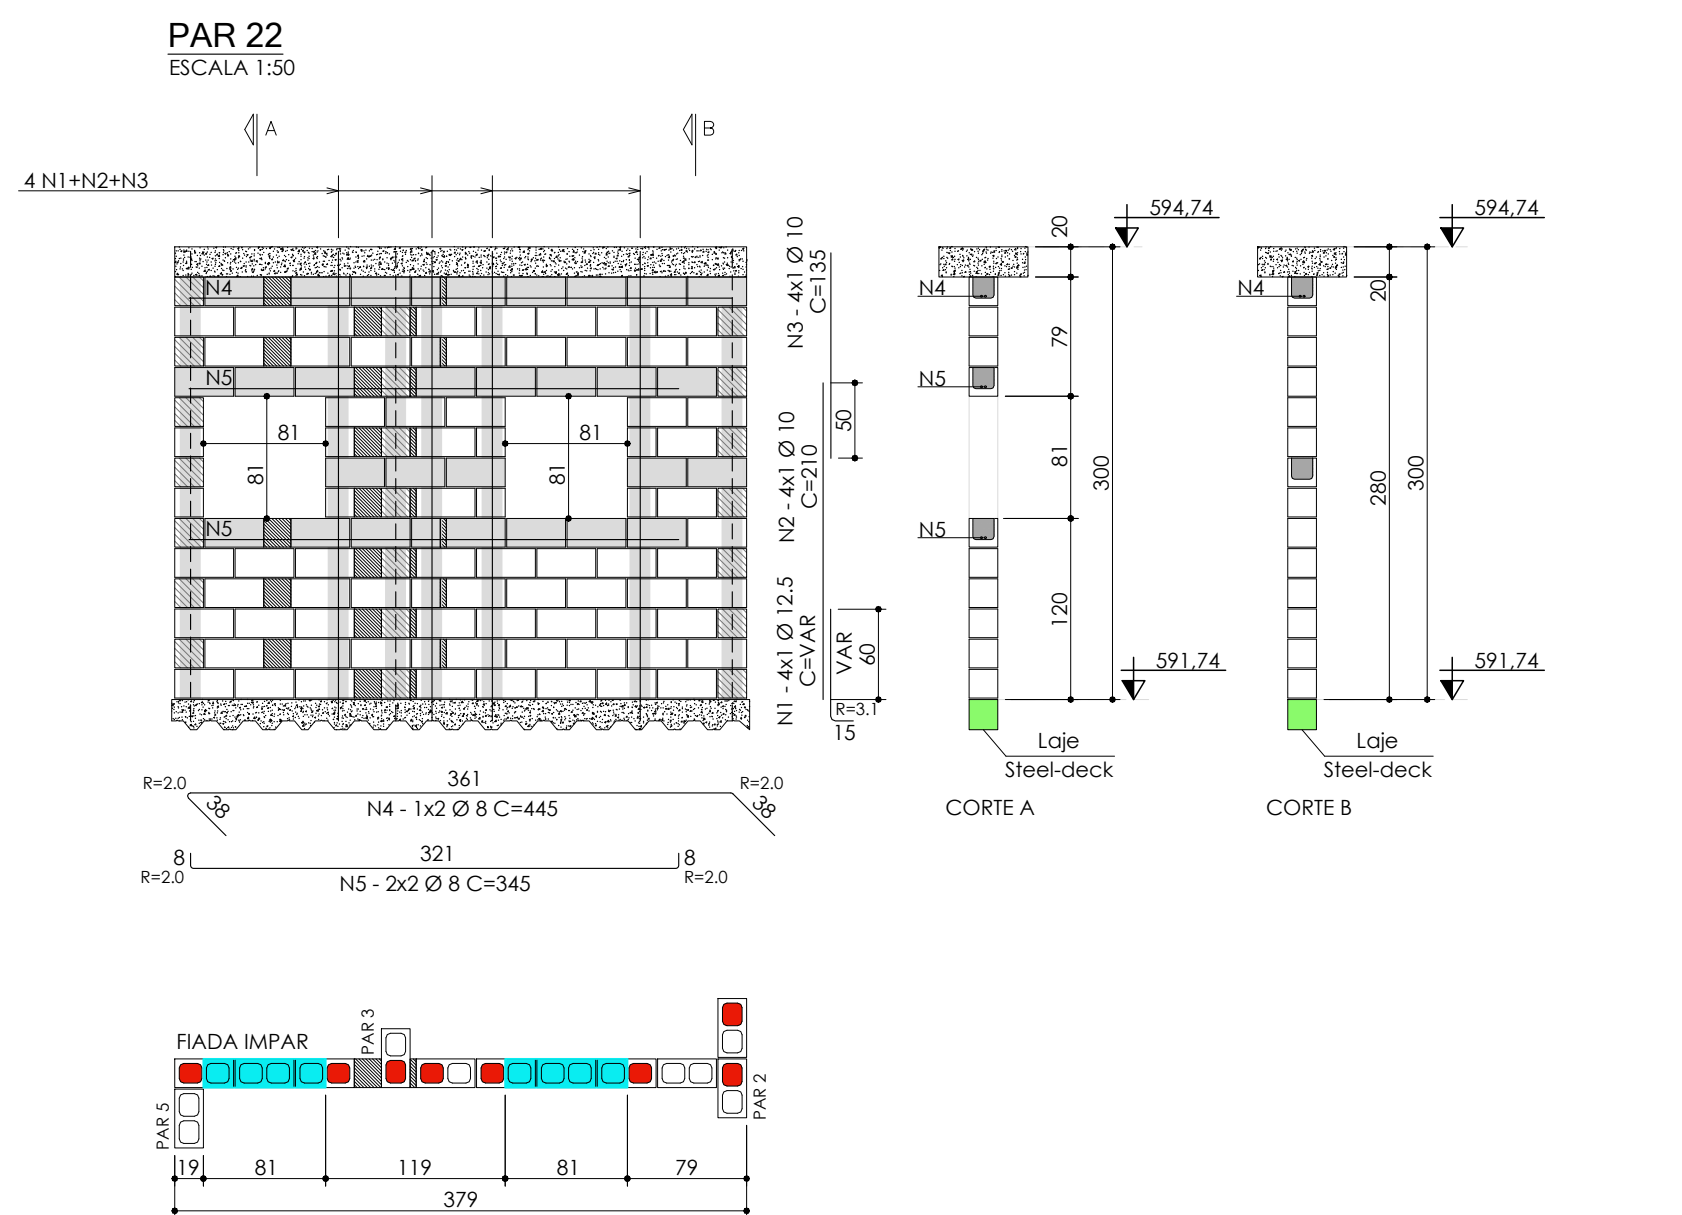 PAR 22
ESCALA 1:50
A
B
4 N1+N2+N3
N4
N5
81
81
81
81
N5
N3 - 4x1 Ø 10
C=135
N2 - 4x1 Ø 10
C=210
50
N1 - 4x1 Ø 12.5
C=VAR
VAR
60
R=3.1
15
594,74
20
N4
79
N5
81
300
N5
120
591,74
Laje
Steel-deck
CORTE A
594,74
N4
20
280
300
591,74
Laje
Steel-deck
CORTE B
R=2.0
361
R=2.0
38
N4 - 1x2 Ø 8 C=445
38
8
321
8
R=2.0
N5 - 2x2 Ø 8 C=345
R=2.0
FIADA IMPAR
PAR 3
PAR 5
PAR 2
19
81
119
81
79
379